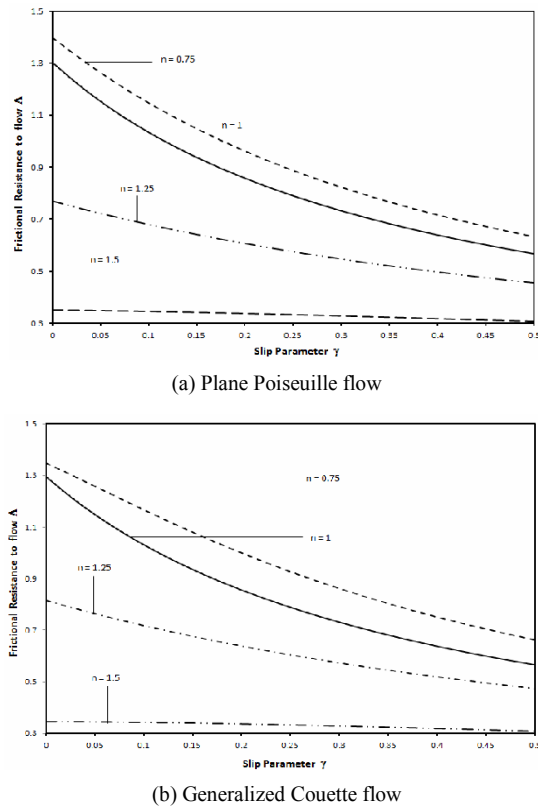 1.5
1.3
1.1
0.9
0.7
0.5
0.3
Frictional Resistance to flow Λ
n = 0.75
n = 1
n = 1.25
n = 1.5
0 0.05 0.1 0.15 0.2 0.25 0.3 0.35 0.4 0.45 0.5
Slip Parameter γ
(a) Plane Poiseuille flow
1.5
1.3
1.1
0.9
0.7
0.5
0.3
Frictional Resistance to flow Λ
n = 0.75
n = 1
n = 1.25
n = 1.5
0 0.05 0.1 0.15 0.2 0.25 0.3 0.35 0.4 0.45 0.5
Slip Parameter γ
(b) Generalized Couette flow